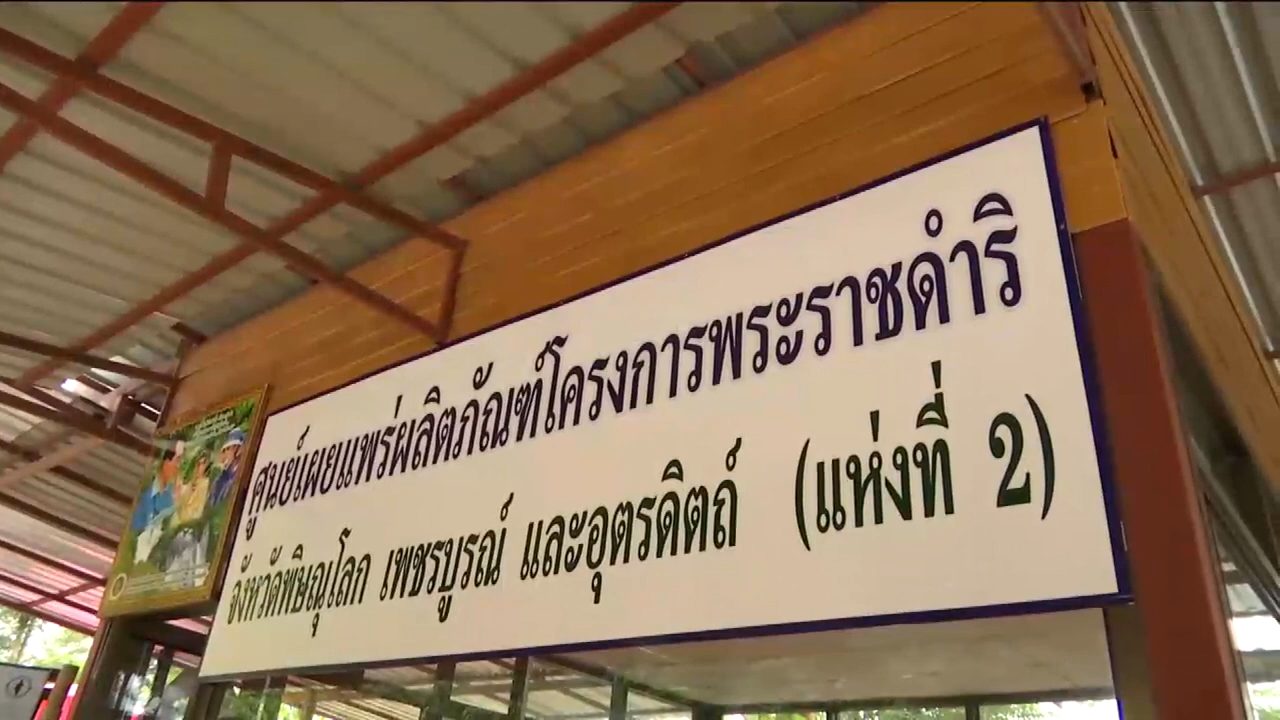 ศูนย์เผยแพร่ผลิตภัณฑ์โครงการพระราชดำริ
จังหวัดพิษณุโลก เพชรบูรณ์ และอุตรดิตถ์ (แห่งที่ 2)